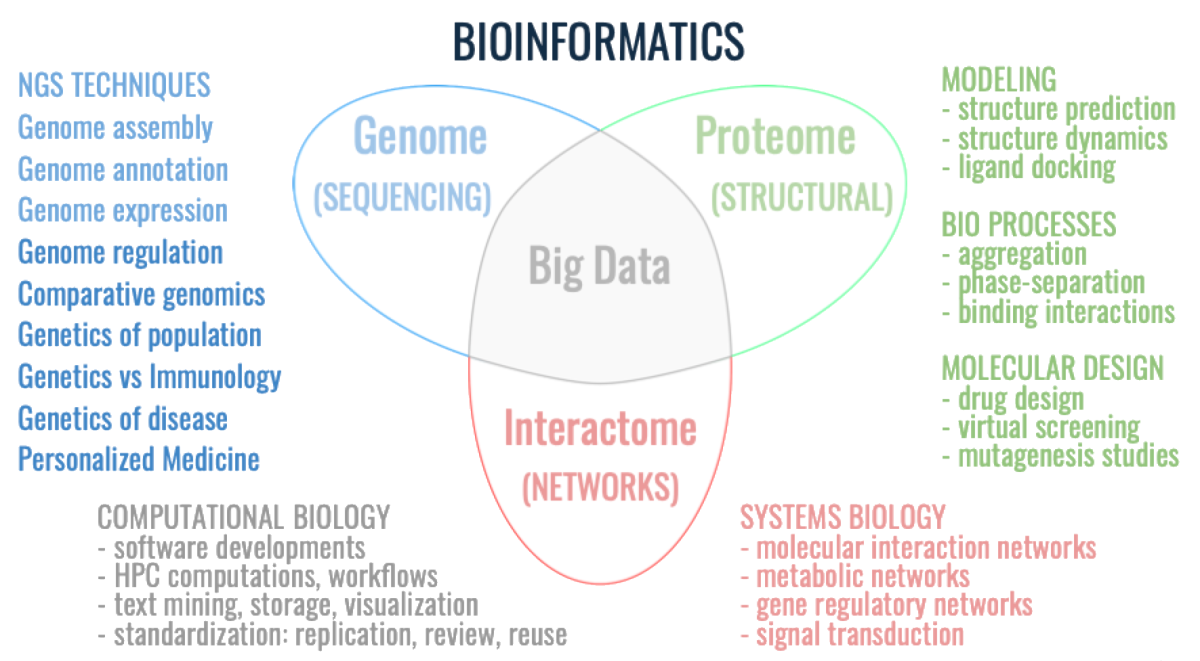 BIOINFORMATICS
NGS TECHNIQUES
Genome assembly
Genome annotation
Genome expression
Genome regulation
Comparative genomics
Genetics of population
Genetics vs Immunology
Genetics of disease
Personalized Medicine
Genome
(SEQUENCING)
Proteome
(STRUCTURAL)
Big Data
Interactome
(NETWORKS)
MODELING
- structure prediction
- structure dynamics
- ligand docking
BIO PROCESSES
- aggregation
- phase-separation
- binding interactions
MOLECULAR DESIGN
- drug design
- virtual screening
- mutagenesis studies
COMPUTATIONAL BIOLOGY
- software developments
- HPC computations, workflows
- text mining, storage, visualization
- standardization: replication, review, reuse
SYSTEMS BIOLOGY
- molecular interaction networks
- metabolic networks
- gene regulatory networks
- signal transduction